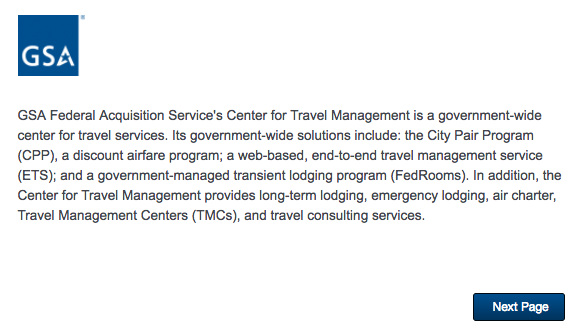 GSA
GSA Federal Acquisition Service's Center for Travel Management is a government-wide
center for travel services. Its government-wide solutions include: the City Pair Program
(CPP), a discount airfare program; a web-based, end-to-end travel management service
(ETS); and a government-managed transient lodging program (FedRooms). In addition, the
Center for Travel Management provides long-term lodging, emergency lodging, air charter,
Travel Management Centers (TMCs), and travel consulting services.
Next Page